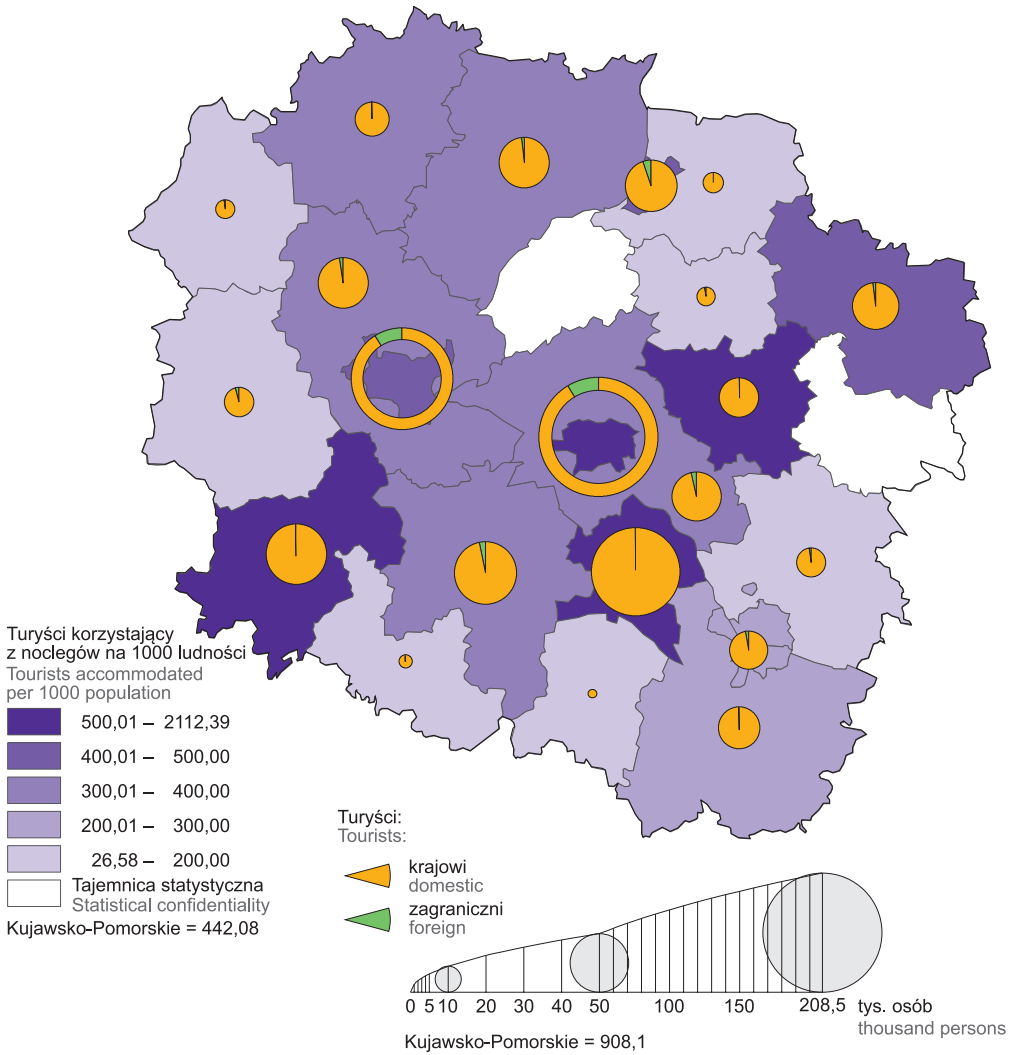 Turyści korzystający
z noclegów na 1000 ludności
Tourists accommodated
per 1000 population
500,01 – 2112,39
400,01 – 500,00
300,01 – 400,00
200,01 – 300,00
26,58 – 200,00
Tajemnica statystyczna
Statistical confidentiality
Kujawsko-Pomorskie = 442,08
Turyści:
Tourists:
krajowi
domestic
zagraniczni
foreign
0 5 10 20 30 40 50 100 150 208,5 tys. osób
thousand persons
Kujawsko-Pomorskie = 908,1